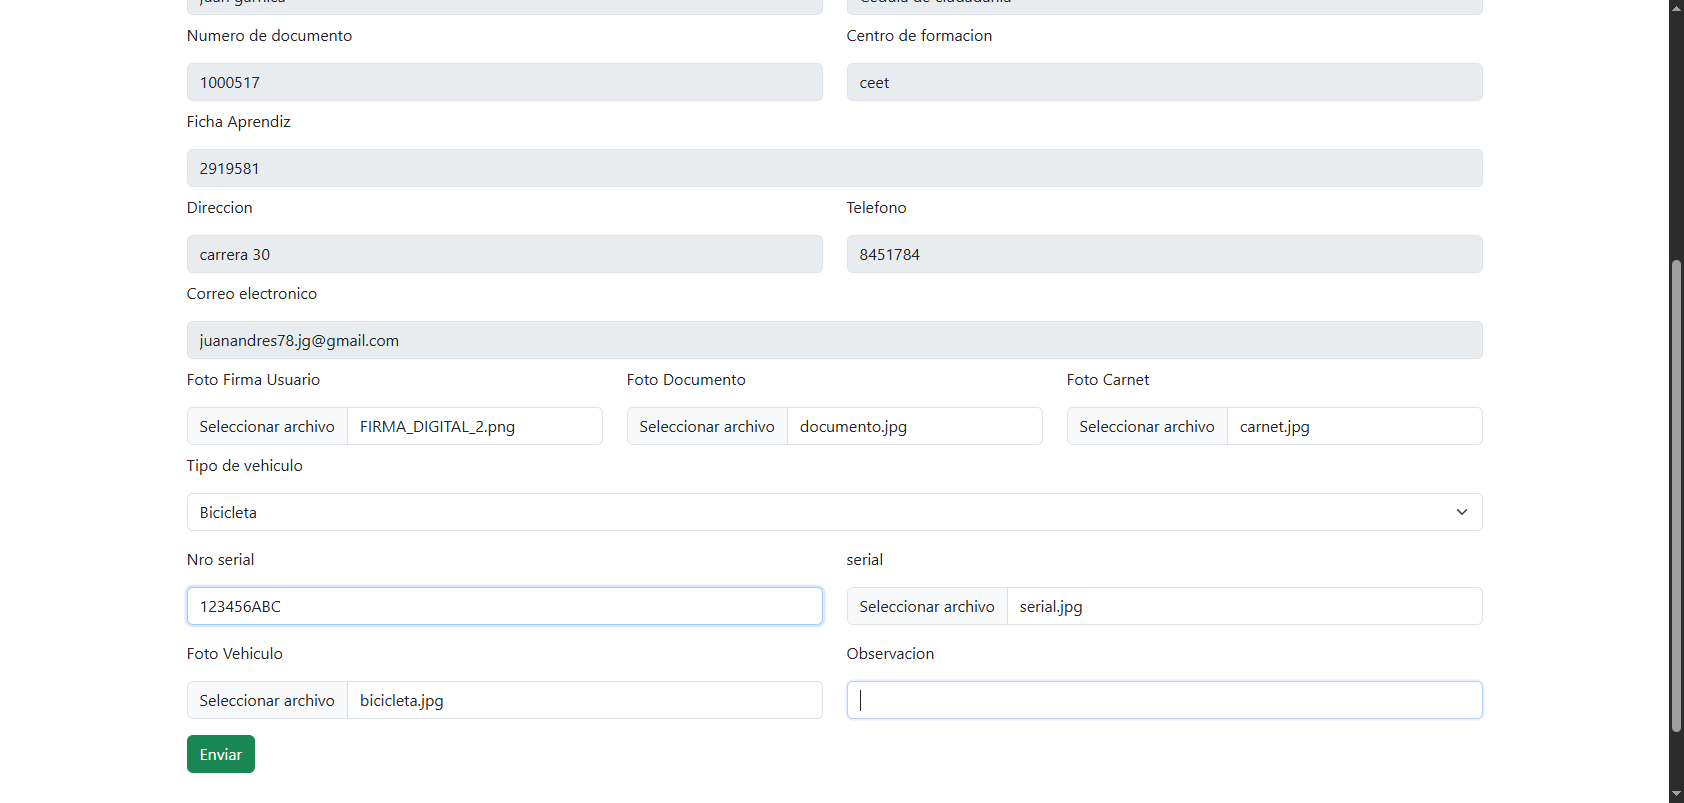 Numero de documento
Centro de formacion
1000517
ceet
Ficha Aprendiz
2919581
Direccion
Telefono
carrera 30
8451784
Correo electronico
juanandres78.jg@gmail.com
Foto Firma Usuario
Foto Documento
Foto Carnet
Seleccionar archivo FIRMA_DIGITAL_2.png
Seleccionar archivo documento.jpg
Seleccionar archivo carnet.jpg
Tipo de vehiculo
Bicicleta
Nro serial
serial
123456ABC
Seleccionar archivo serial.jpg
Foto Vehiculo
Observacion
Seleccionar archivo bicicleta.jpg
Enviar